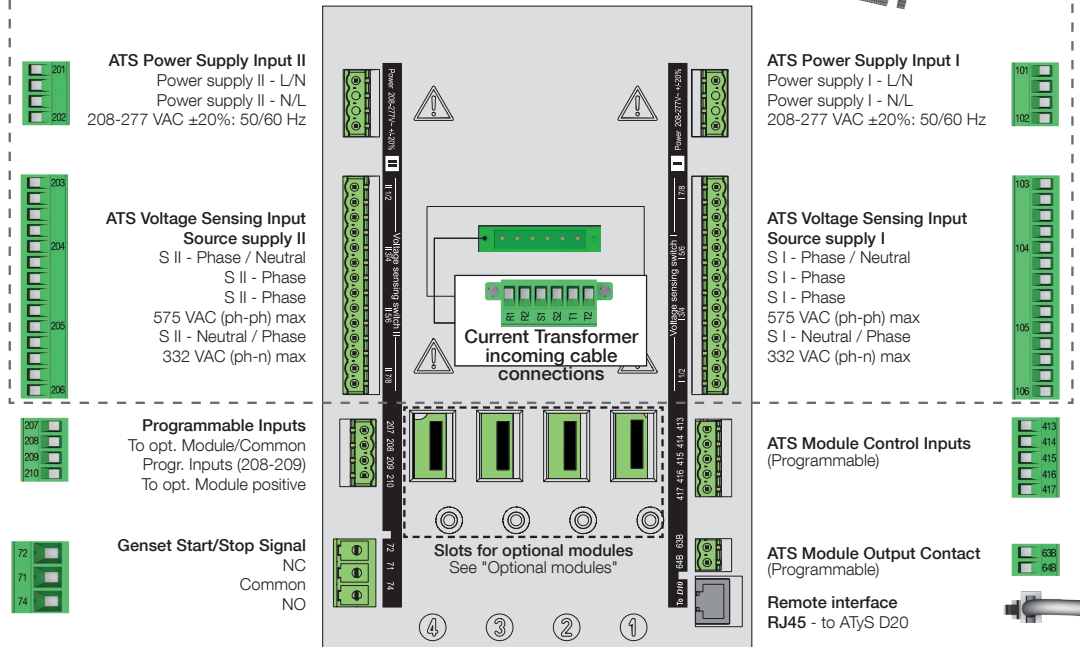 ATS Power Supply Input II
Power supply II - L/N
Power supply II - N/L
208-277 VAC ±20%: 50/60 Hz
201
202
ATS Voltage Sensing Input
Source supply II
S II - Phase / Neutral
S II - Phase
S II - Phase
575 VAC (ph-ph) max
S II - Neutral / Phase
332 VAC (ph-n) max
203
204
205
206
Programmable Inputs
To opt. Module/Common
Progr. Inputs (208-209)
To opt. Module positive
207
208
209
210
Genset Start/Stop Signal
NC
Common
NO
72
71
74
Power 208-277V~ +/-20%
II
II 1/2
Voltage sensing switch II
II 3/4
II 5/6
II 7/8
207 208 209 210
72 71 74
R1 R2 S1 S2 T1 T2
Current Transformer
incoming cable
connections
Slots for optional modules
See "Optional modules"
4 3 2 1
Power 208-277V~ +/-20%
I
I 7/8
Voltage sensing switch I
I 5/6
I 3/4
I 1/2
417 416 415 414 413
64B 63B
To D10
ATS Power Supply Input I
Power supply I - L/N
Power supply I - N/L
208-277 VAC ±20%: 50/60 Hz
101
102
ATS Voltage Sensing Input
Source supply I
S I - Phase / Neutral
S I - Phase
S I - Phase
575 VAC (ph-ph) max
S I - Neutral / Phase
332 VAC (ph-n) max
103
104
105
106
ATS Module Control Inputs
(Programmable)
413
414
415
416
417
ATS Module Output Contact
(Programmable)
63B
64B
Remote interface
RJ45 - to ATyS D20